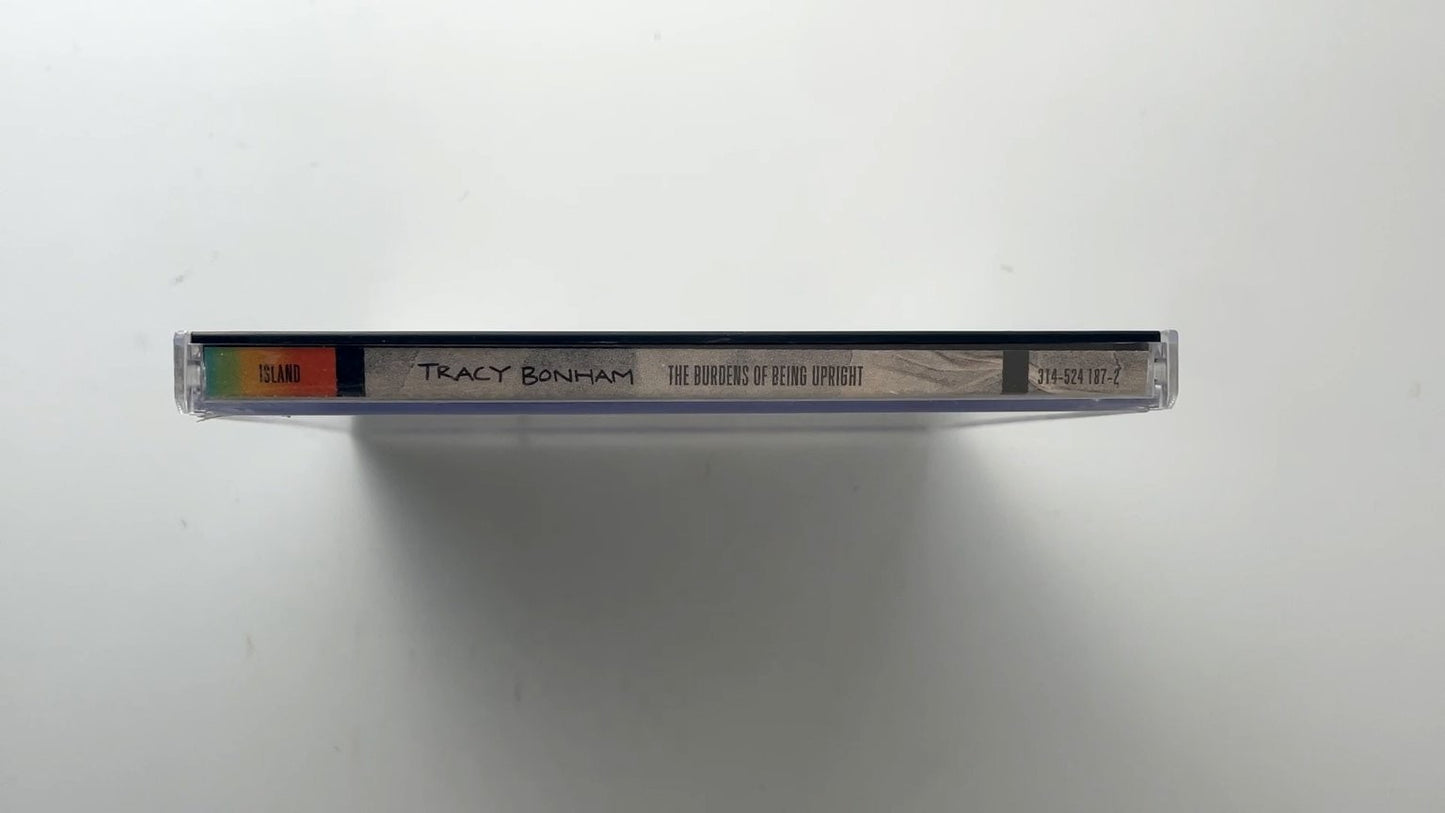 ISLAND TRACY BONHAM THE BURDENS OF BEING UPRIGHT 314-524 187-2